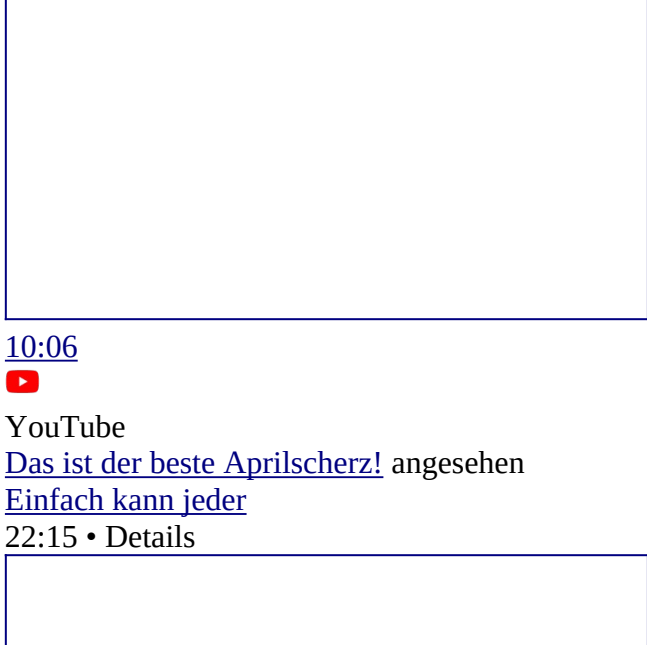 10:06
YouTube
Das ist der beste Aprilscherz! angesehen
Einfach kann jeder
22:15 • Details